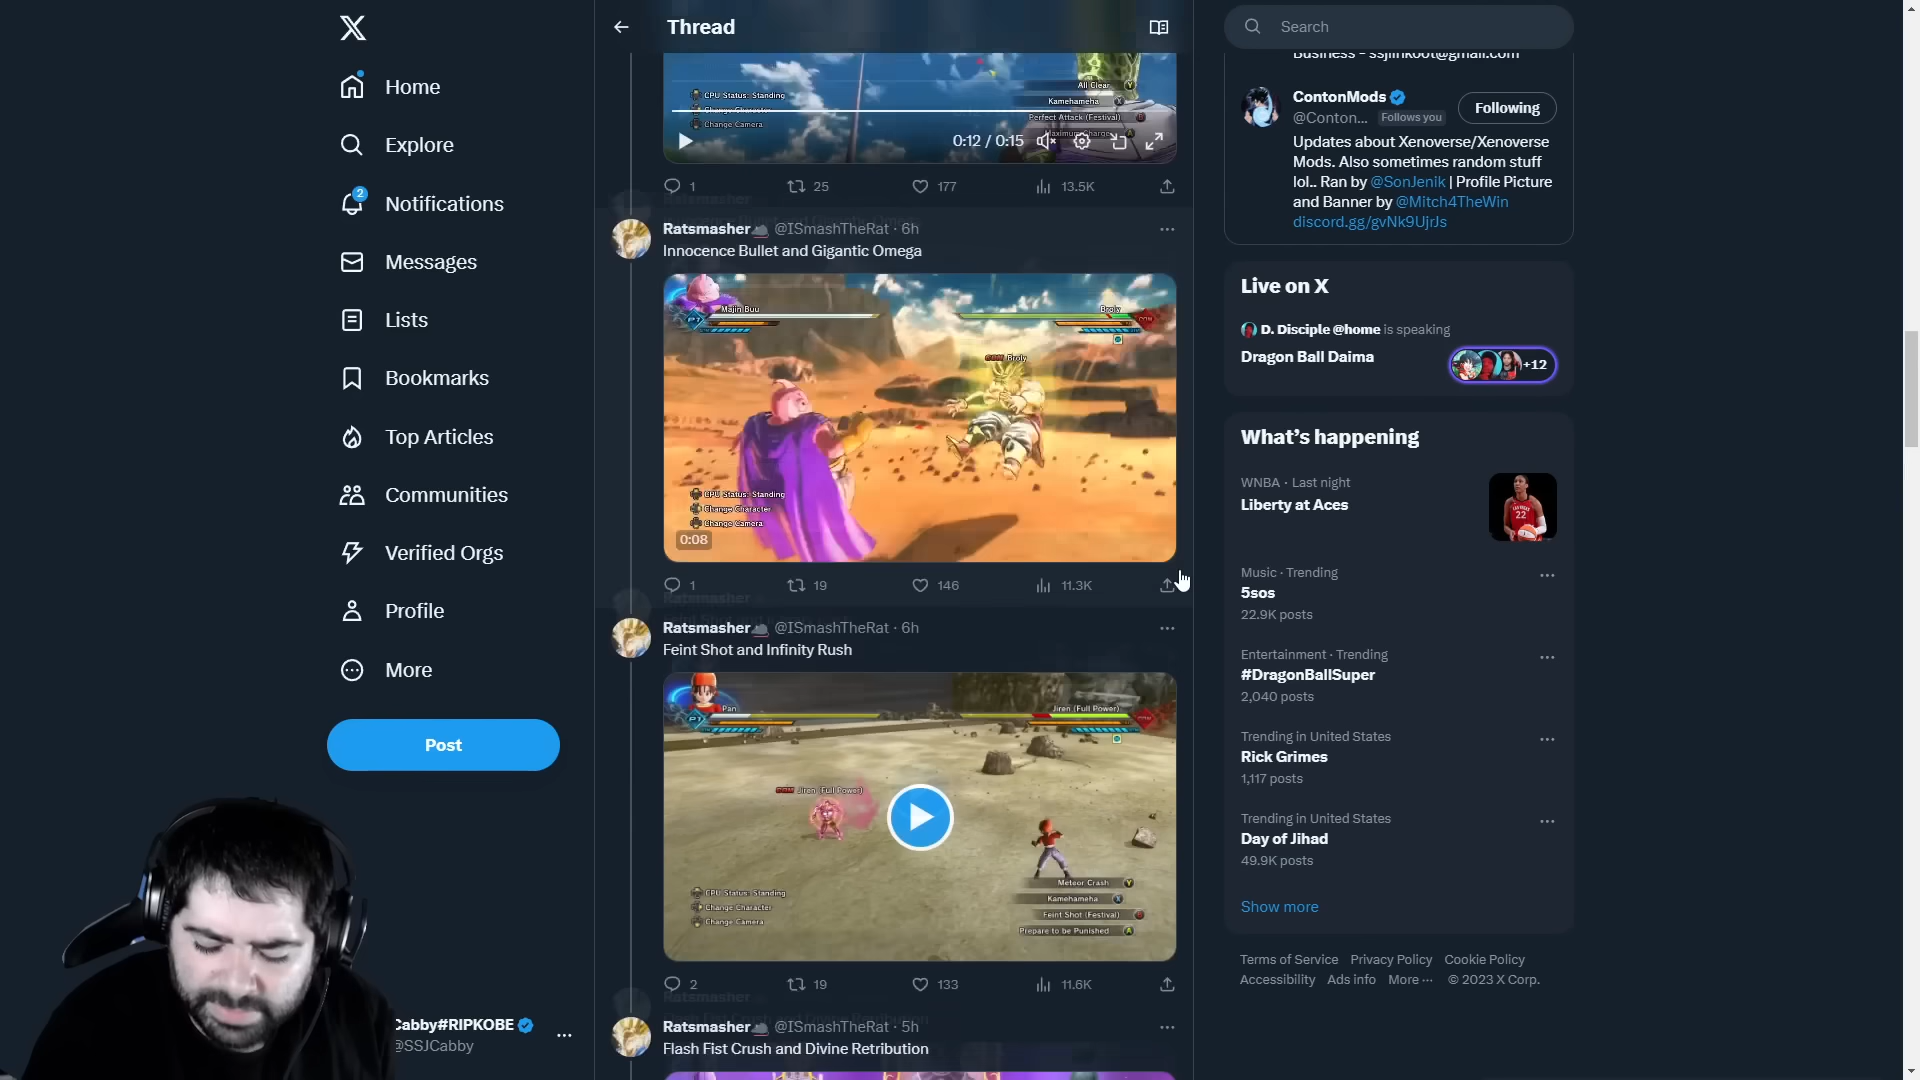 Home
Explore
2
Notifications
Messages
Lists
Bookmarks
Top Articles
Communities
Verified Orgs
Profile
More
Post
Cabby#RIPKOBE
@SSJCabby
Thread
All Clear
Kamehameha
Perfect Attack (Festival)
Maximum Charge
CPU Status: Standing
Change Character
Change Camera
0:12 / 0:15
1 25 177 13.5K
Ratsmasher @ISmashTheRat · 6h
Innocence Bullet and Gigantic Omega
Majin Buu
Broly
P1
COM
COM Broly
CPU Status: Standing
Change Character
Change Camera
0:08
1 19 146 11.3K
Ratsmasher @ISmashTheRat · 6h
Feint Shot and Infinity Rush
Pan
Jiren (Full Power)
P1
COM
COM Jiren (Full Power)
CPU Status: Standing
Change Character
Change Camera
Meteor Crash Y
Kamehameha X
Feint Shot (Festival)
Prepare to be Punished A
2 19 133 11.6K
Ratsmasher @ISmashTheRat · 5h
Flash Fist Crush and Divine Retribution
Search
Business - ssjinkoot@gmail.com
ContonMods
@Conton... Follows you
Following
Updates about Xenoverse/Xenoverse
Mods. Also sometimes random stuff
lol.. Ran by @SonJenik | Profile Picture
and Banner by @Mitch4TheWin
discord.gg/gvNk9UjrJs
Live on X
D. Disciple @home is speaking
Dragon Ball Daima
+12
What's happening
WNBA · Last night
Liberty at Aces
22
Music · Trending
5sos
22.9K posts
Entertainment · Trending
#DragonBallSuper
2,040 posts
Trending in United States
Rick Grimes
1,117 posts
Trending in United States
Day of Jihad
49.9K posts
Show more
Terms of Service Privacy Policy Cookie Policy
Accessibility Ads info More ··· © 2023 X Corp.